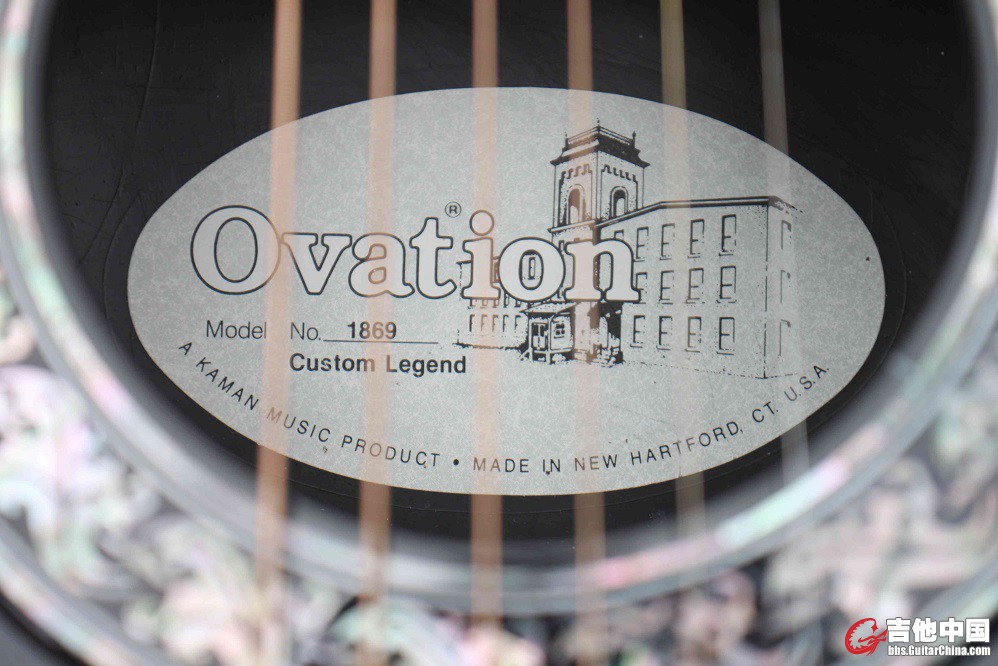 Ovation®
Model No. 1869
Custom Legend
A KAMAN MUSIC PRODUCT • MADE IN NEW HARTFORD, CT. U.S.A.
吉他中国
bbs.GuitarChina.com